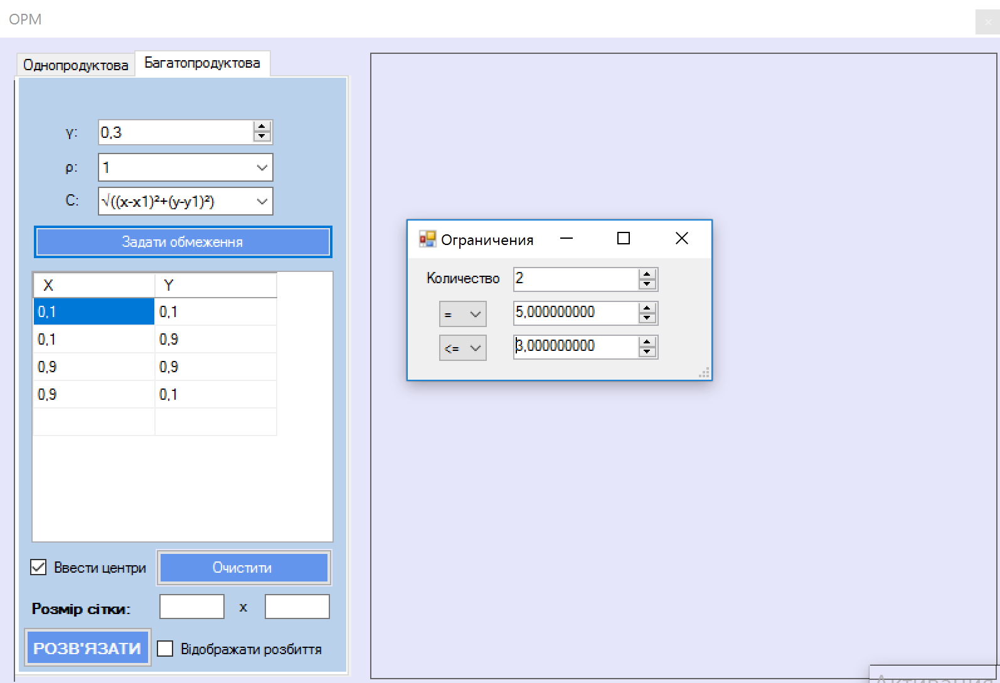 OPM
Однопродуктова
Багатопродуктова
γ:
0,3
ρ:
1
C:
√((x-x1)²+(y-y1)²)
Задати обмеження
X Y
0,1 0,1
0,1 0,9
0,9 0,9
0,9 0,1
Ввести центри
Очистити
Розмір сітки:
x
РОЗВ'ЯЗАТИ
Відображати розбиття
Ограничения
Количество
2
=
5,000000000
<=
3,000000000
Активация